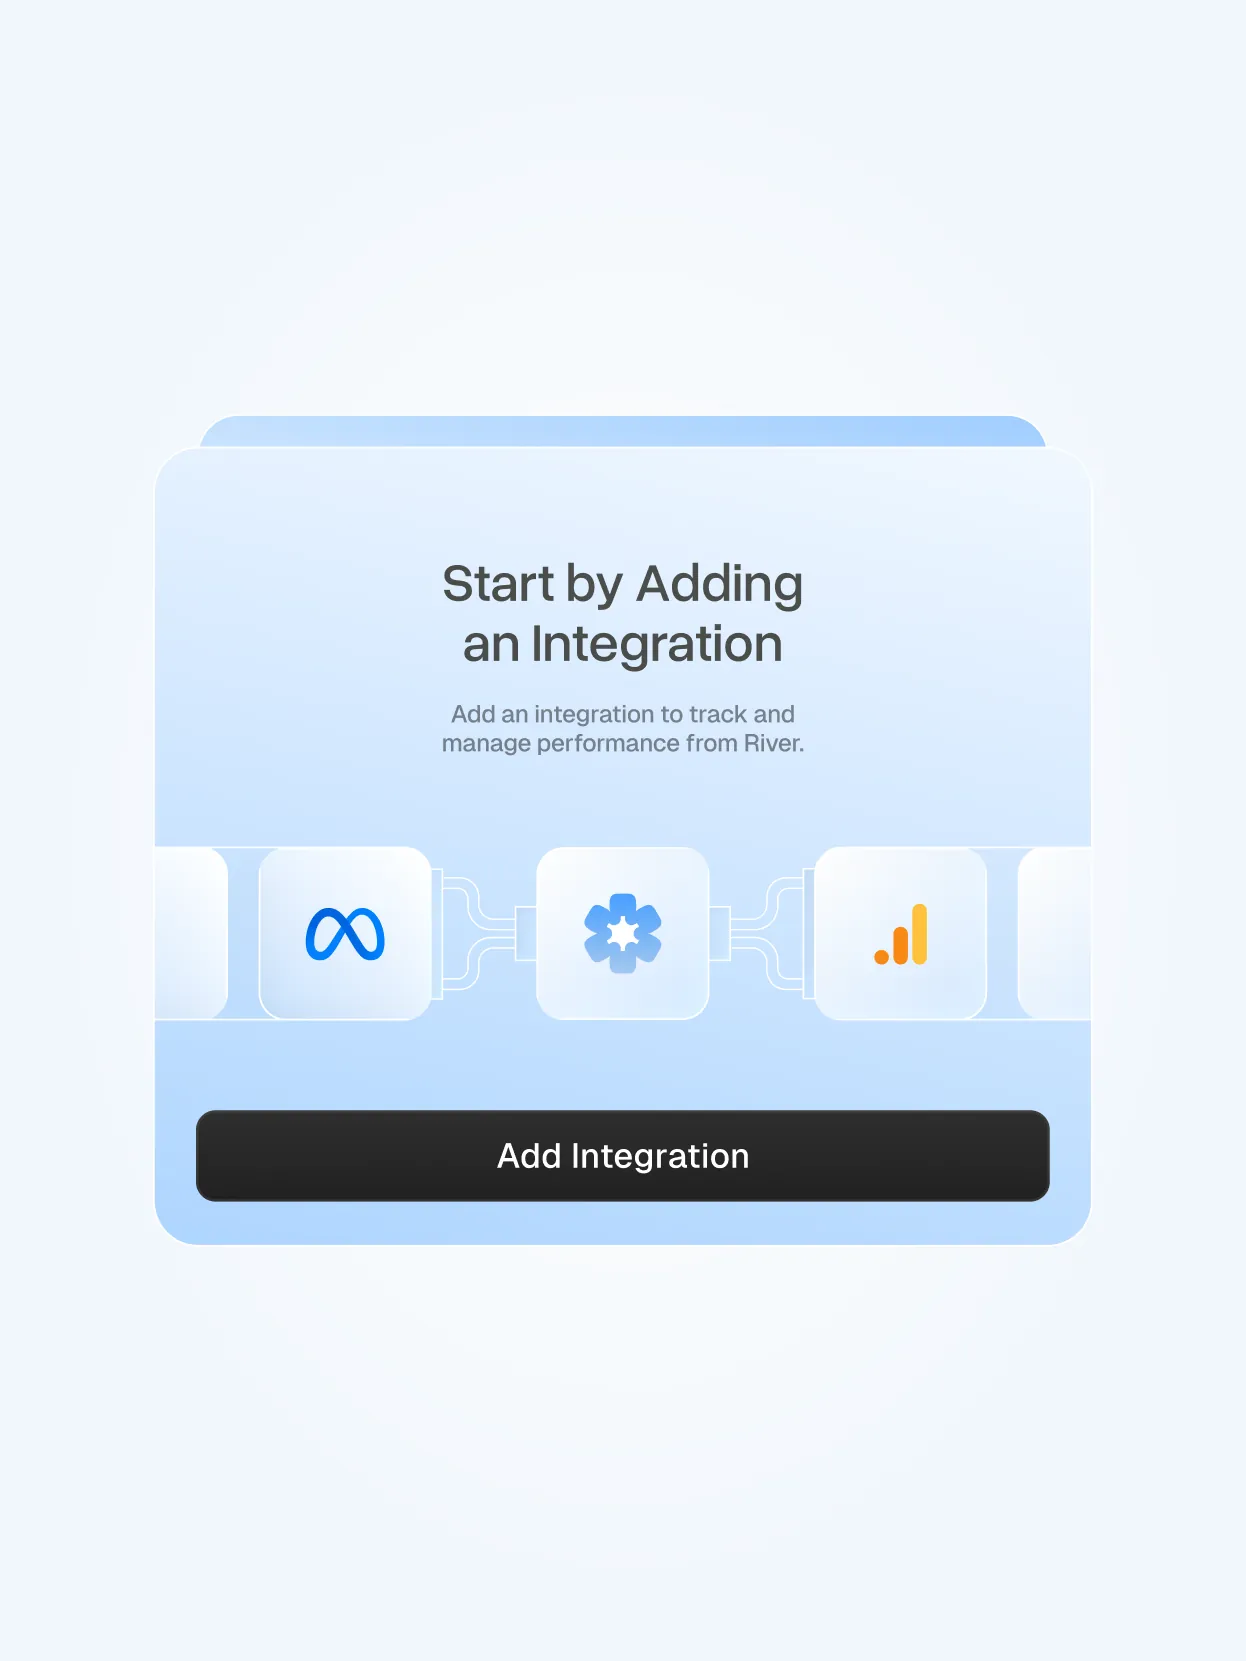 Start by Adding
an Integration
Add an integration to track and
manage performance from River.
Add Integration